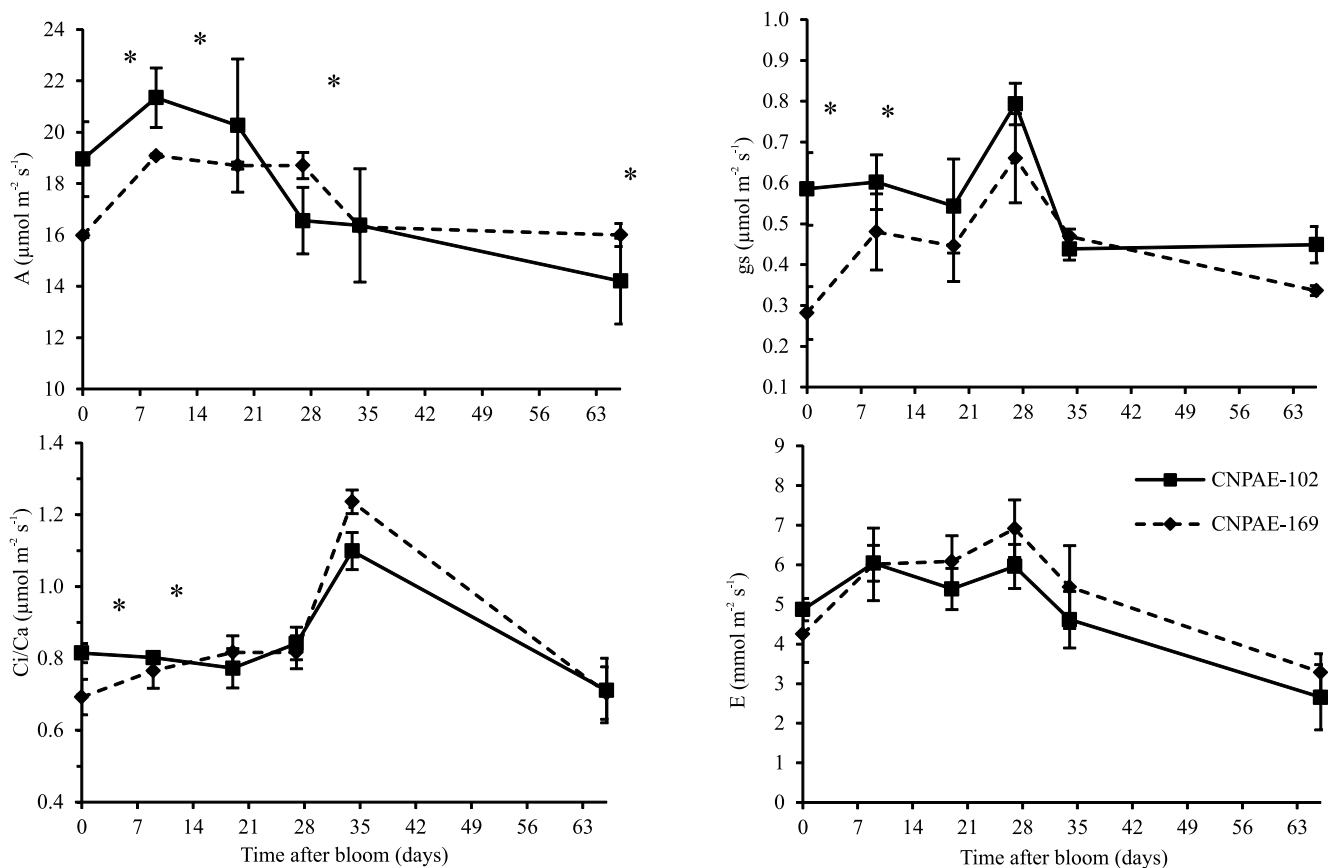 24
22
20
18
16
14
12
10
A (µmol m⁻² s⁻¹)
* * * *
0 7 14 21 28 35 42 49 56 63
1.0
0.9
0.8
0.7
0.6
0.5
0.4
0.3
0.2
0.1
gs (µmol m⁻² s⁻¹)
* *
0 7 14 21 28 35 42 49 56 63
1.4
1.2
1.0
0.8
0.6
0.4
Ci/Ca (µmol m⁻² s⁻¹)
* *
0 7 14 21 28 35 42 49 56 63
Time after bloom (days)
9
8
7
6
5
4
3
2
1
0
E (mmol m⁻² s⁻¹)
CNPAE-102
CNPAE-169
0 7 14 21 28 35 42 49 56 63
Time after bloom (days)